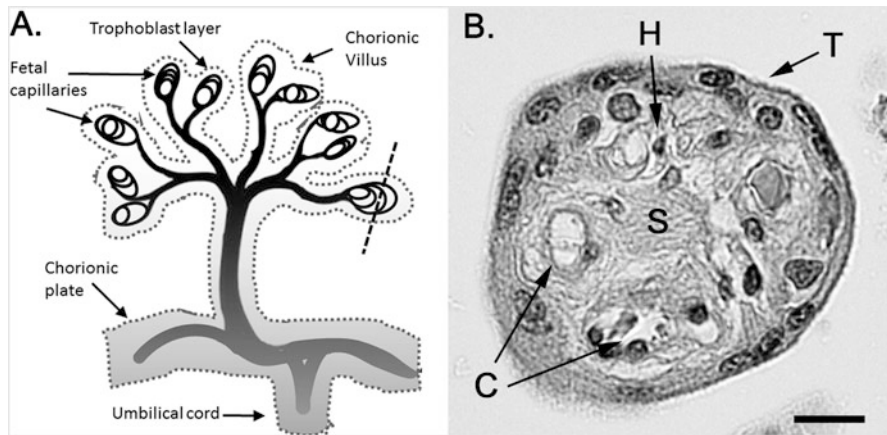 A.
Trophoblast layer
Chorionic
Villus
Fetal
capillaries
Chorionic
plate
Umbilical cord
B.
H
T
S
C